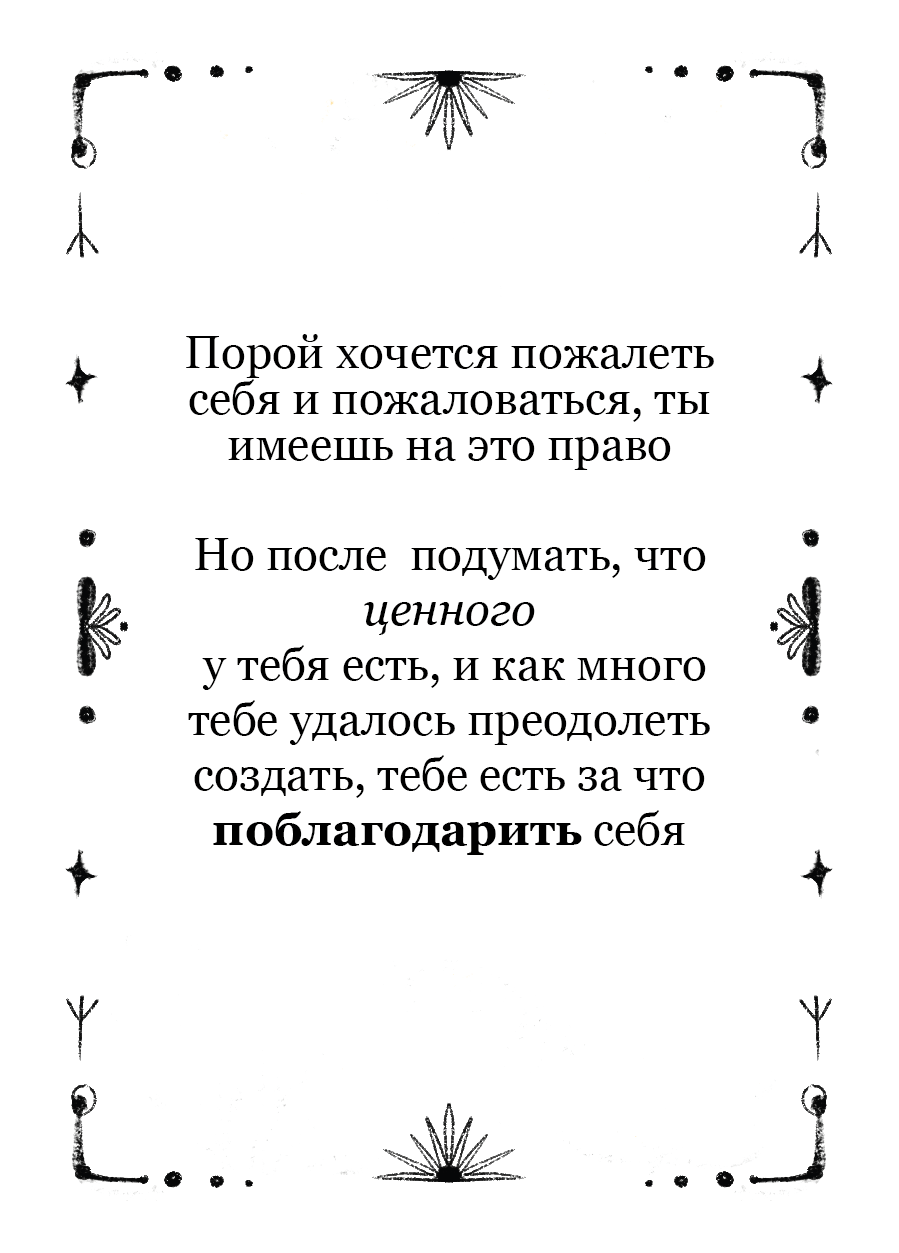 Порой хочется пожалеть
себя и пожаловаться, ты
имеешь на это право
Но после  подумать, что
ценного
у тебя есть, и как много
тебе удалось преодолеть
создать, тебе есть за что
поблагодарить себя